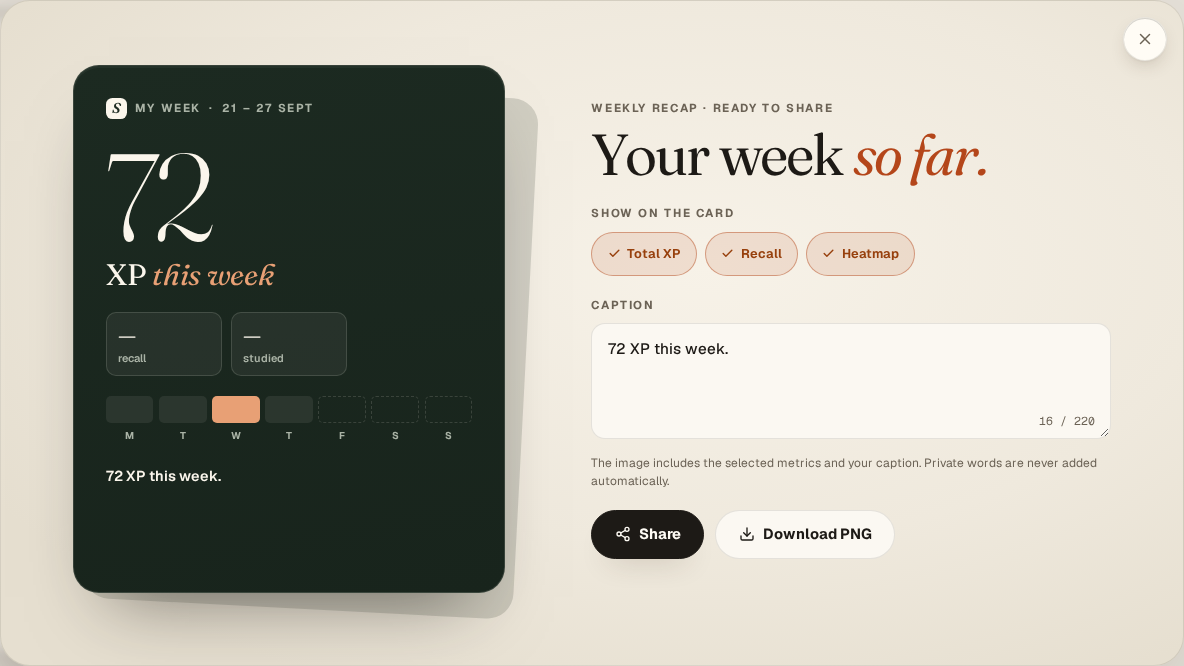 S MY WEEK · 21 – 27 SEPT
72
XP this week
—
recall
—
studied
M T W T F S S
72 XP this week.
WEEKLY RECAP · READY TO SHARE
Your week so far.
SHOW ON THE CARD
Total XP Recall Heatmap
CAPTION
72 XP this week.
16 / 220
The image includes the selected metrics and your caption. Private words are never added
automatically.
Share Download PNG